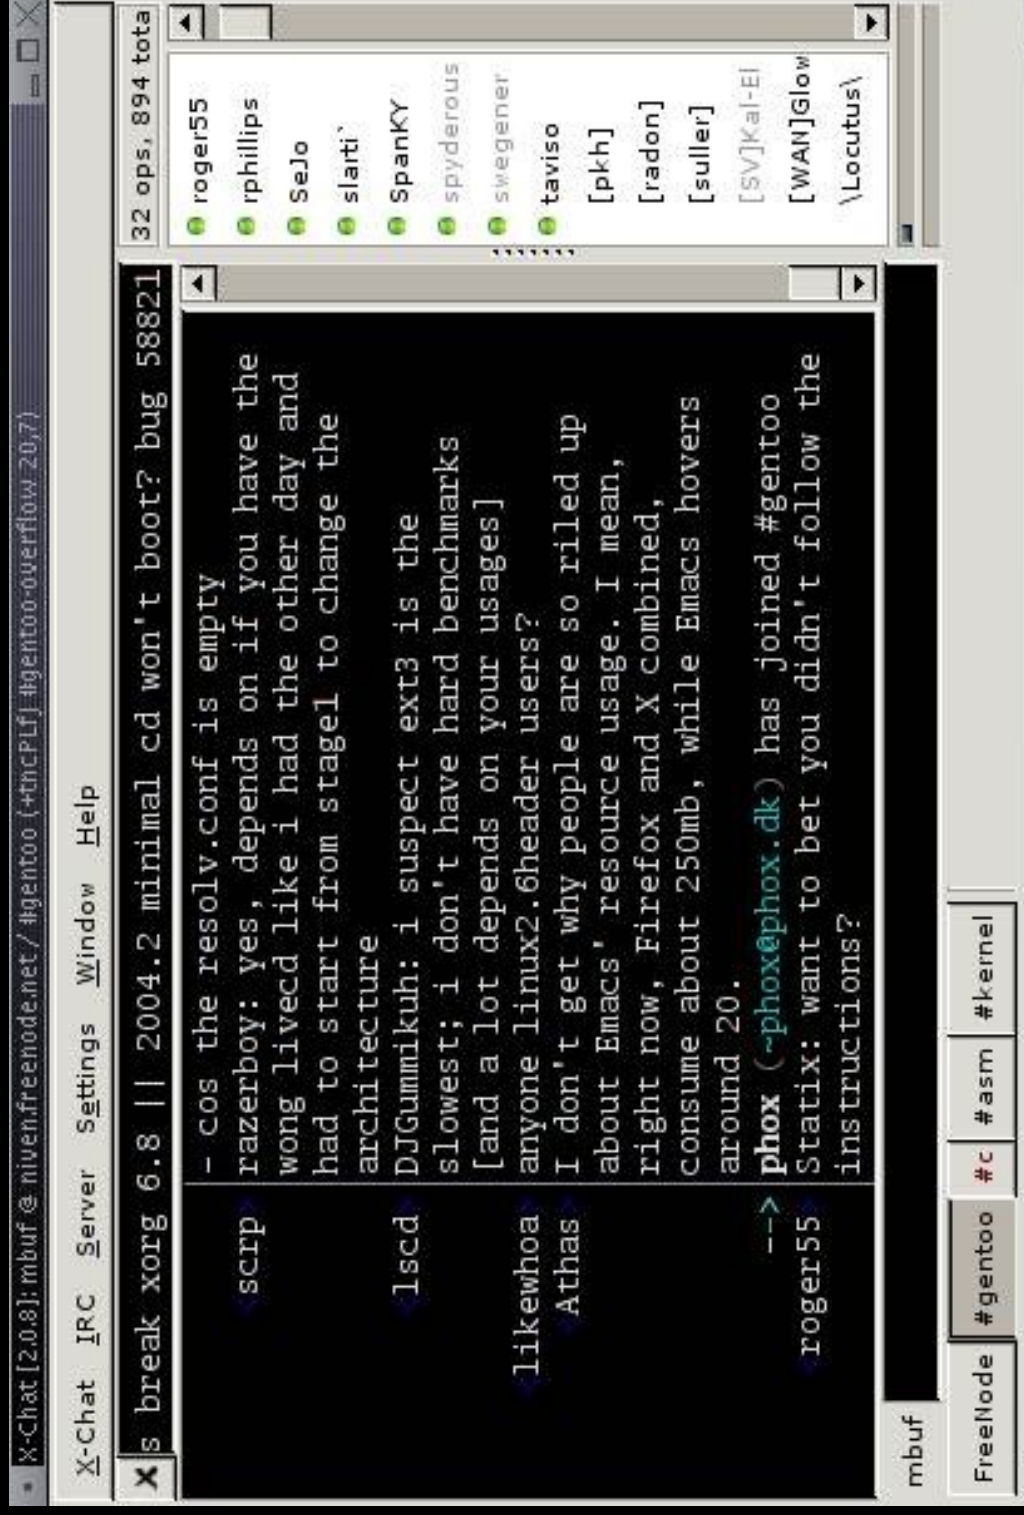 X-Chat [2.0.8]: mbuf @ niven.freenode.net / #gentoo (+tncPLfJ #gentoo-overflow 20,7)
X-Chat IRC Server Settings Window Help
X s break xorg 6.8 || 2004.2 minimal cd won't boot? bug 58821
32 ops, 894 tota
- cos the resolv.conf is empty
<scrp> razerboy: yes, depends on if you have the
wong livecd like i had the other day and
had to start from stage1 to change the
architecture
<lscd> DJGummikuh: i suspect ext3 is the
slowest; i don't have hard benchmarks
[and a lot depends on your usages]
<likewhoa> anyone linux2.6header users?
<Athas> I don't get why people are so riled up
about Emacs' resource usage. I mean,
right now, Firefox and X combined,
consume about 250mb, while Emacs hovers
around 20.
--> phox (~phox@phox.dk) has joined #gentoo
<roger55> Statix: want to bet you didn't follow the
instructions?
roger55
rphillips
SeJo
slarti`
SpanKY
spyderous
swegener
taviso
[pkh]
[radon]
[suller]
[SV]Kal-El
[WAN]Glow
\Locutus\
mbuf
FreeNode #gentoo #c #asm #kernel